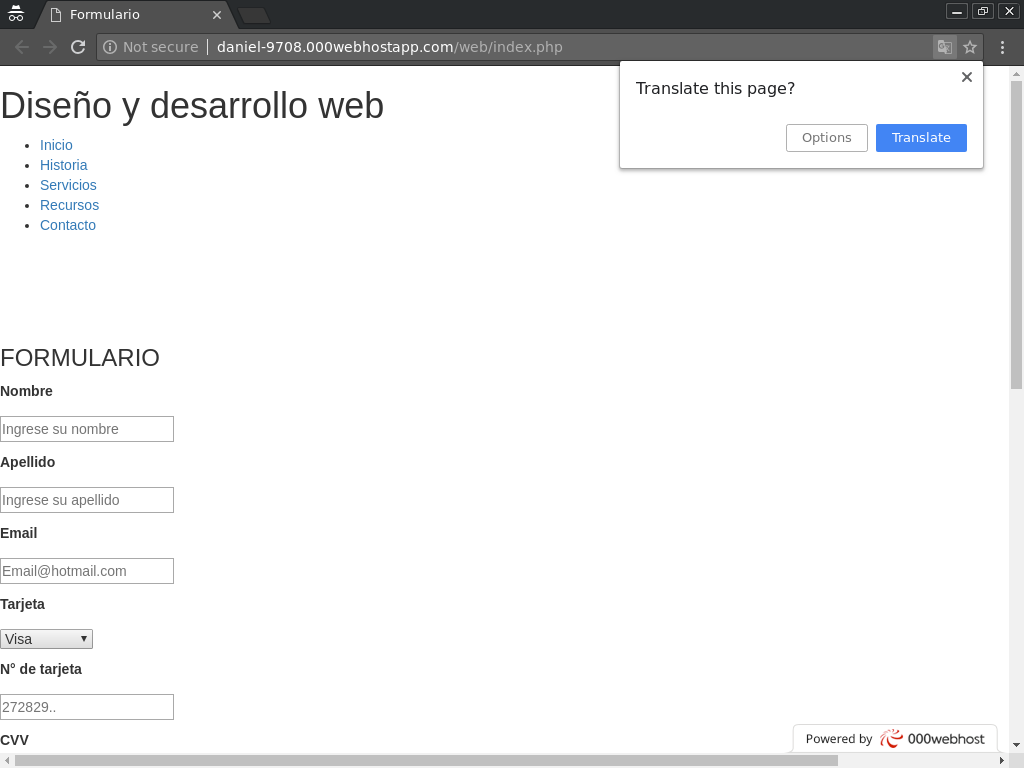 Formulario
Not secure
daniel-9708.000webhostapp.com/web/index.php
Translate this page?
Options
Translate
Diseño y desarrollo web
Inicio
Historia
Servicios
Recursos
Contacto
FORMULARIO
Nombre
Ingrese su nombre
Apellido
Ingrese su apellido
Email
Email@hotmail.com
Tarjeta
Visa
N° de tarjeta
272829..
CVV
Powered by 000webhost